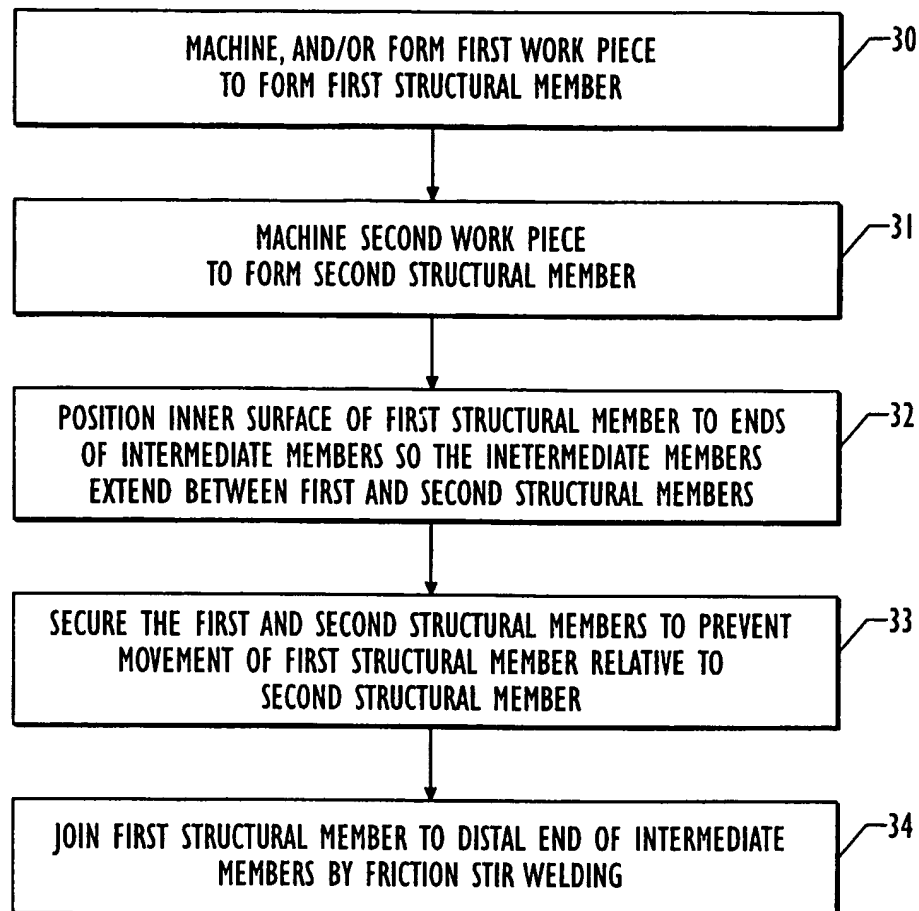 MACHINE, AND/OR FORM FIRST WORK PIECE
TO FORM FIRST STRUCTURAL MEMBER
30
MACHINE SECOND WORK PIECE
TO FORM SECOND STRUCTURAL MEMBER
31
POSITION INNER SURFACE OF FIRST STRUCTURAL MEMBER TO ENDS
OF INTERMEDIATE MEMBERS SO THE INETERMEDIATE MEMBERS
EXTEND BETWEEN FIRST AND SECOND STRUCTURAL MEMBERS
32
SECURE THE FIRST AND SECOND STRUCTURAL MEMBERS TO PREVENT
MOVEMENT OF FIRST STRUCTURAL MEMBER RELATIVE TO
SECOND STRUCTURAL MEMBER
33
JOIN FIRST STRUCTURAL MEMBER TO DISTAL END OF INTERMEDIATE
MEMBERS BY FRICTION STIR WELDING
34